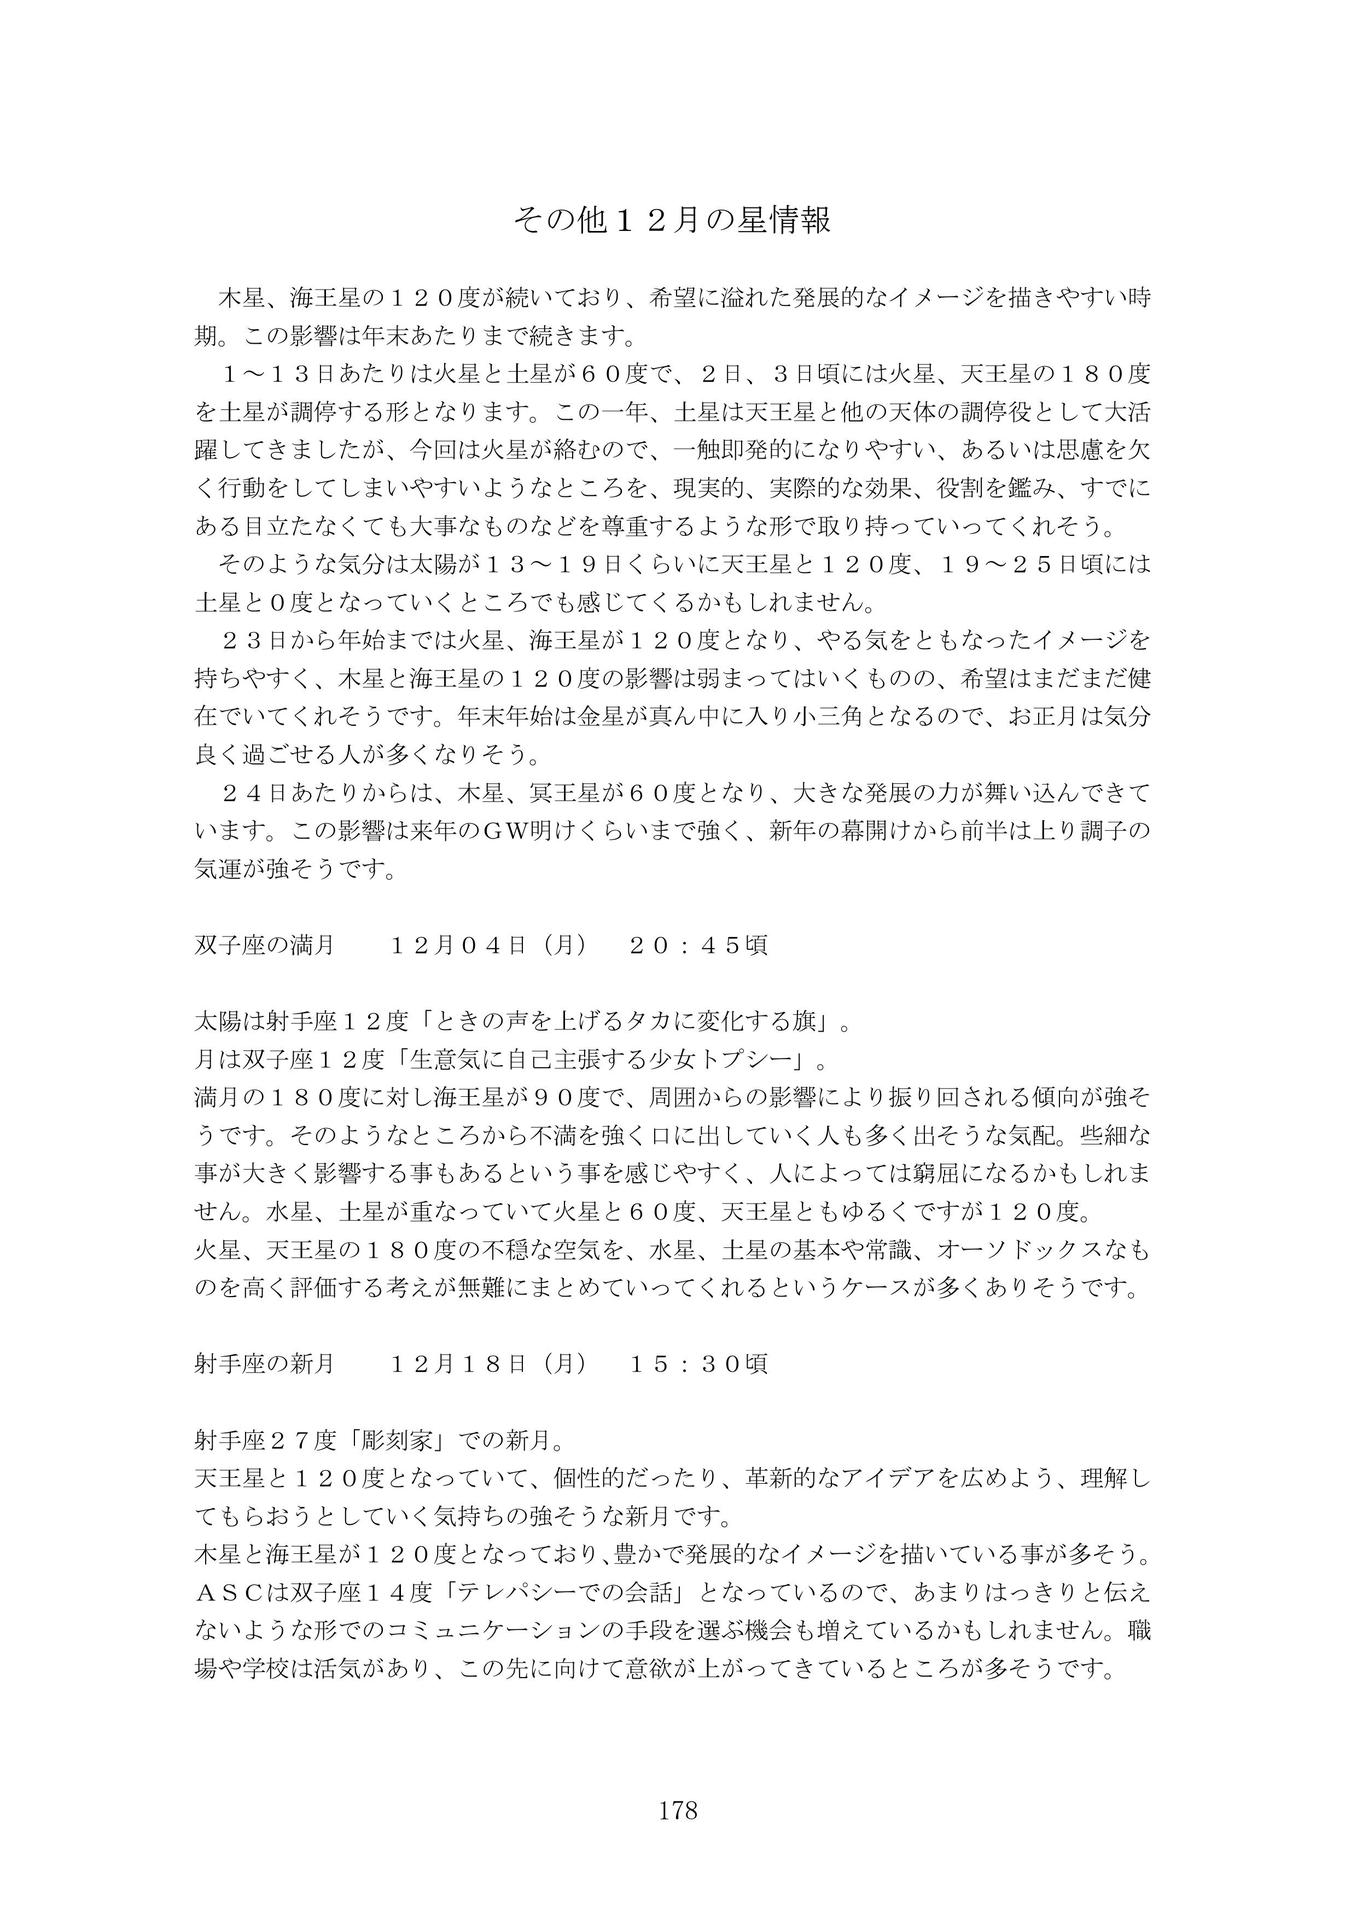 その他１２月の星情報
　木星、海王星の１２０度が続いており、希望に溢れた発展的なイメージを描きやすい時
期。この影響は年末あたりまで続きます。
　１～１３日あたりは火星と土星が６０度で、２日、３日頃には火星、天王星の１８０度
を土星が調停する形となります。この一年、土星は天王星と他の天体の調停役として大活
躍してきましたが、今回は火星が絡むので、一触即発的になりやすい、あるいは思慮を欠
く行動をしてしまいやすいようなところを、現実的、実際的な効果、役割を鑑み、すでに
ある目立たなくても大事なものなどを尊重するような形で取り持っていってくれそう。
　そのような気分は太陽が１３～１９日くらいに天王星と１２０度、１９～２５日頃には
土星と０度となっていくところでも感じてくるかもしれません。
　２３日から年始までは火星、海王星が１２０度となり、やる気をともなったイメージを
持ちやすく、木星と海王星の１２０度の影響は弱まってはいくものの、希望はまだまだ健
在でいてくれそうです。年末年始は金星が真ん中に入り小三角となるので、お正月は気分
良く過ごせる人が多くなりそう。
　２４日あたりからは、木星、冥王星が６０度となり、大きな発展の力が舞い込んできて
います。この影響は来年のＧＷ明けくらいまで強く、新年の幕開けから前半は上り調子の
気運が強そうです。
双子座の満月　　１２月０４日（月）　２０：４５頃
太陽は射手座１２度「ときの声を上げるタカに変化する旗」。
月は双子座１２度「生意気に自己主張する少女トプシー」。
満月の１８０度に対し海王星が９０度で、周囲からの影響により振り回される傾向が強そ
うです。そのようなところから不満を強く口に出していく人も多く出そうな気配。些細な
事が大きく影響する事もあるという事を感じやすく、人によっては窮屈になるかもしれま
せん。水星、土星が重なっていて火星と６０度、天王星ともゆるくですが１２０度。
火星、天王星の１８０度の不穏な空気を、水星、土星の基本や常識、オーソドックスなも
のを高く評価する考えが無難にまとめていってくれるというケースが多くありそうです。
射手座の新月　　１２月１８日（月）　１５：３０頃
射手座２７度「彫刻家」での新月。
天王星と１２０度となっていて、個性的だったり、革新的なアイデアを広めよう、理解し
てもらおうとしていく気持ちの強そうな新月です。
木星と海王星が１２０度となっており、豊かで発展的なイメージを描いている事が多そう。
ＡＳＣは双子座１４度「テレパシーでの会話」となっているので、あまりはっきりと伝え
ないような形でのコミュニケーションの手段を選ぶ機会も増えているかもしれません。職
場や学校は活気があり、この先に向けて意欲が上がってきているところが多そうです。
178